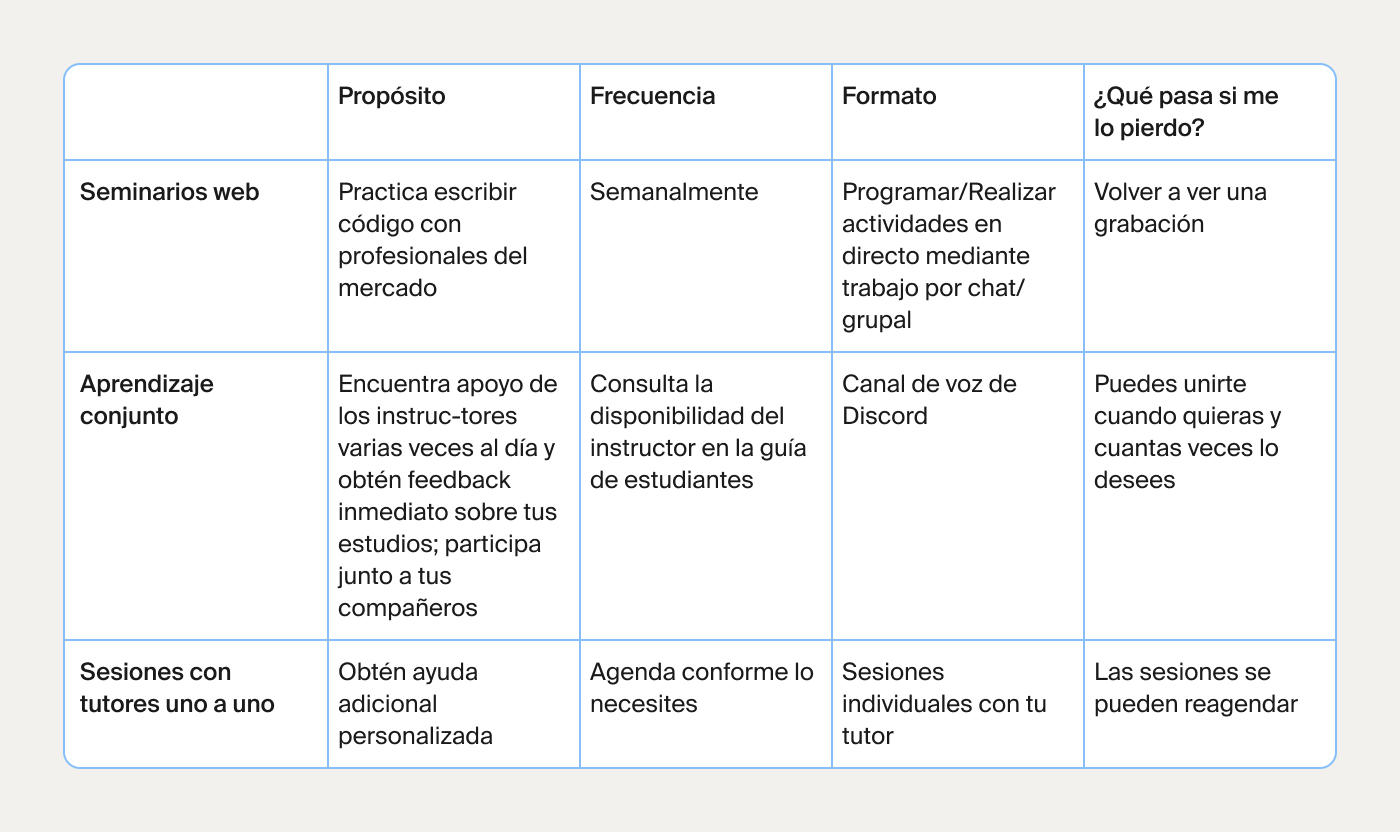 Propósito
Frecuencia
Formato
¿Qué pasa si me
lo pierdo?
Seminarios web
Practica escribir
código con
profesionales del
mercado
Semanalmente
Programar/Realizar
actividades en
directo mediante
trabajo por chat/
grupal
Volver a ver una
grabación
Aprendizaje
conjunto
Encuentra apoyo de
los instruc-tores
varias veces al día y
obtén feedback
inmediato sobre tus
estudios; participa
junto a tus
compañeros
Consulta la
disponibilidad del
instructor en la guía
de estudiantes
Canal de voz de
Discord
Puedes unirte
cuando quieras y
cuantas veces lo
desees
Sesiones con
tutores uno a uno
Obtén ayuda
adicional
personalizada
Agenda conforme lo
necesites
Sesiones
individuales con tu
tutor
Las sesiones se
pueden reagendar